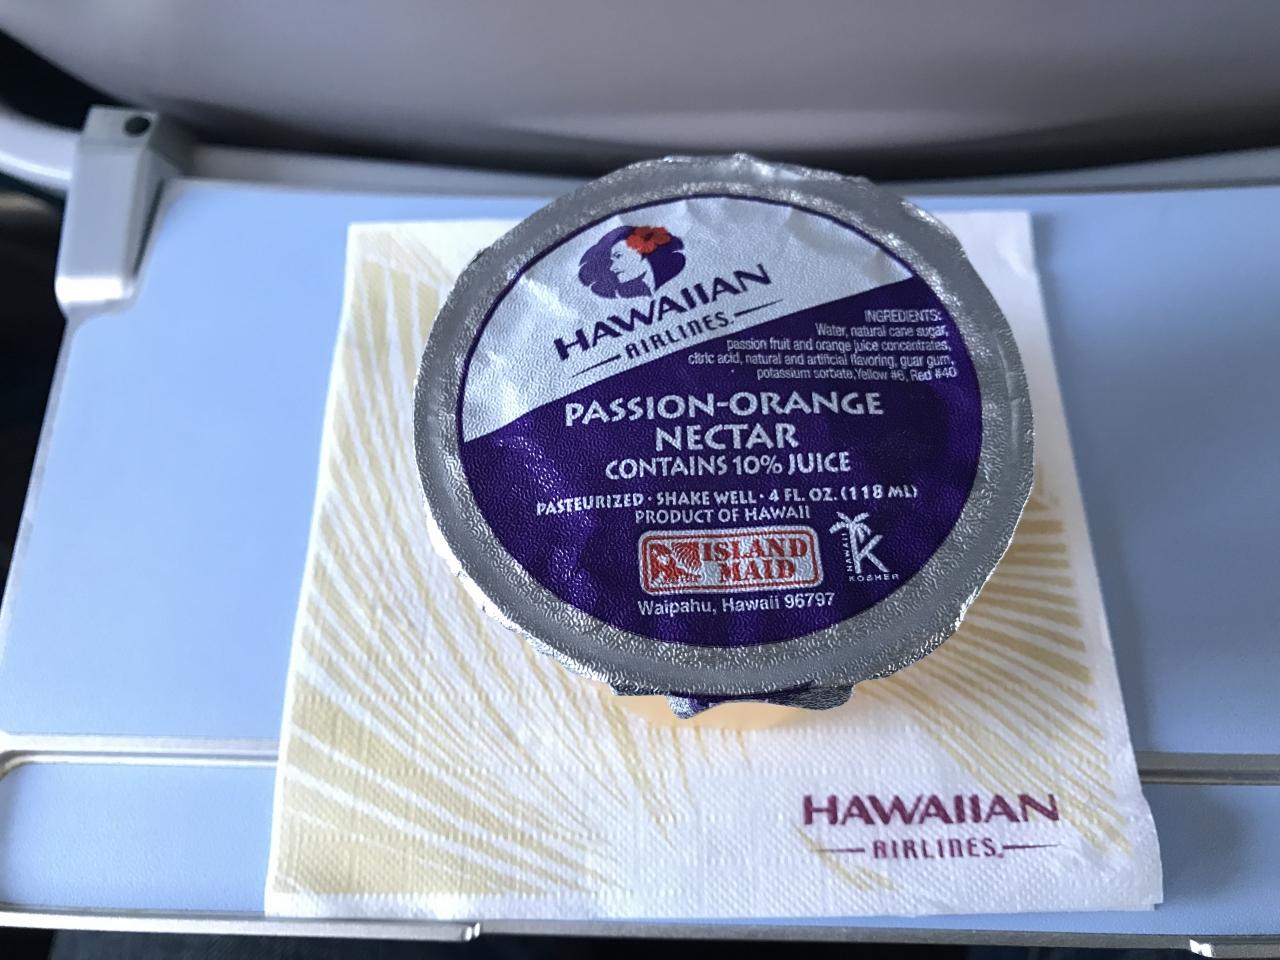 HAWAIIAN
AIRLINES.
INGREDIENTS:
Water, natural cane sugar,
passion fruit and orange juice concentrates,
citric acid, natural and artificial flavoring, guar gum,
potassium sorbate, Yellow #6, Red #40
PASSION-ORANGE
NECTAR
CONTAINS 10% JUICE
PASTEURIZED · SHAKE WELL · 4 FL. OZ. (118 ML)
PRODUCT OF HAWAII
ISLAND
MAID
HAWAII
K
KOSHER
Waipahu, Hawaii 96797
HAWAIIAN
AIRLINES.